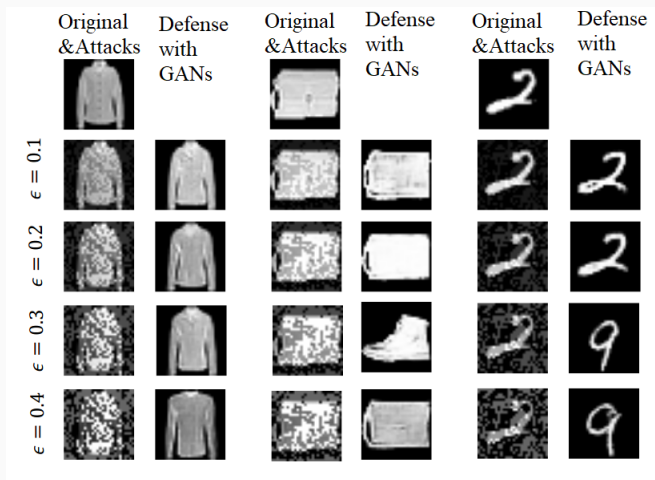 Original
&Attacks
Defense
with
GANs
Original
&Attacks
Defense
with
GANs
Original
&Attacks
Defense
with
GANs
ϵ = 0.1
ϵ = 0.2
ϵ = 0.3
ϵ = 0.4